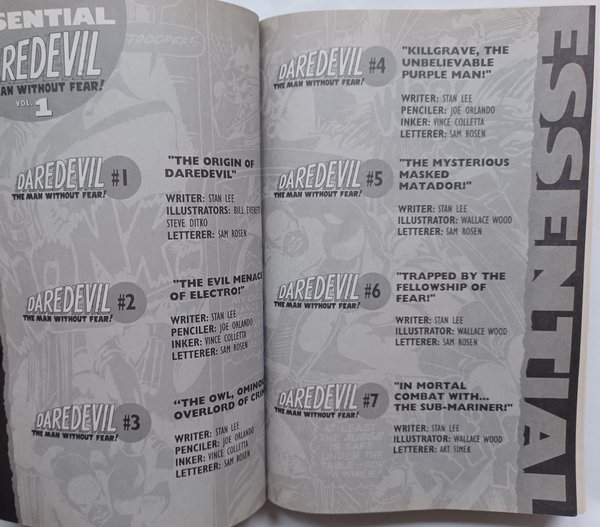 SENTIAL
REDEVIL
MAN WITHOUT FEAR!
VOL.
1
DAREDEVIL #1
THE MAN WITHOUT FEAR!
"THE ORIGIN OF
DAREDEVIL"
WRITER: STAN LEE
ILLUSTRATORS: BILL EVERETT
STEVE DITKO
LETTERER: SAM ROSEN
DAREDEVIL #2
THE MAN WITHOUT FEAR!
"THE EVIL MENACE
OF ELECTRO!"
WRITER: STAN LEE
PENCILER: JOE ORLANDO
INKER: VINCE COLLETTA
LETTERER: SAM ROSEN
DAREDEVIL #3
THE MAN WITHOUT FEAR!
"THE OWL, OMINOU
OVERLORD OF CRIM
WRITER: STAN LEE
PENCILER: JOE ORLANDO
INKER: VINCE COLLETTA
LETTERER: SAM ROSEN
DAREDEVIL #4
THE MAN WITHOUT FEAR!
"KILLGRAVE, THE
UNBELIEVABLE
PURPLE MAN!"
WRITER: STAN LEE
PENCILER: JOE ORLANDO
INKER: VINCE COLLETTA
LETTERER: SAM ROSEN
DAREDEVIL #5
THE MAN WITHOUT FEAR!
"THE MYSTERIOUS
MASKED
MATADOR!"
WRITER: STAN LEE
ILLUSTRATOR: WALLACE WOOD
LETTERER: SAM ROSEN
DAREDEVIL #6
THE MAN WITHOUT FEAR!
"TRAPPED BY THE
FELLOWSHIP OF
FEAR!"
WRITER: STAN LEE
ILLUSTRATOR: WALLACE WOOD
LETTERER: SAM ROSEN
DAREDEVIL #7
THE MAN WITHOUT FEAR!
"IN MORTAL
COMBAT WITH...
THE SUB-MARINER!"
WRITER: STAN LEE
ILLUSTRATOR: WALLACE WOOD
LETTERER: ART SIMEK
ESSENTIAL